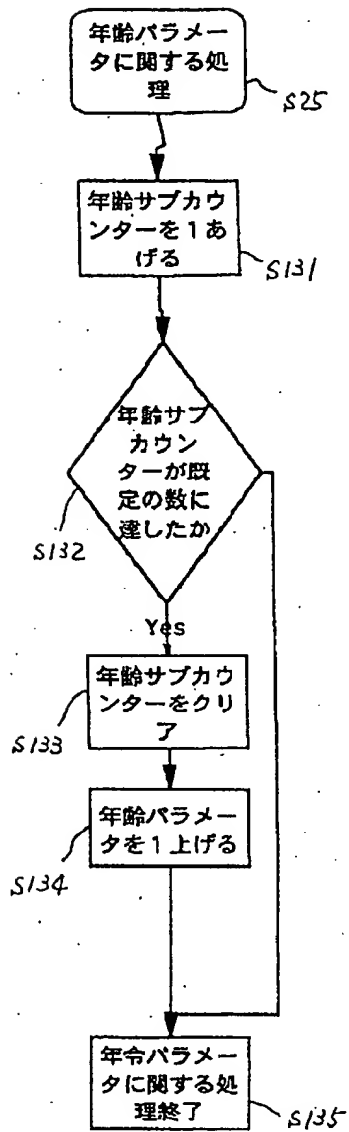 年齢パラメー
タに関する処
理
S25
年齢サブカウ
ンターを１あ
げる
S131
年齢サブ
カウン
ターが既
定の数に
達したか
S132
Yes
年齢サブカウ
ンターをクリ
ア
S133
年齢パラメー
タを１上げる
S134
年令パラメー
タに関する処
理終了
S135